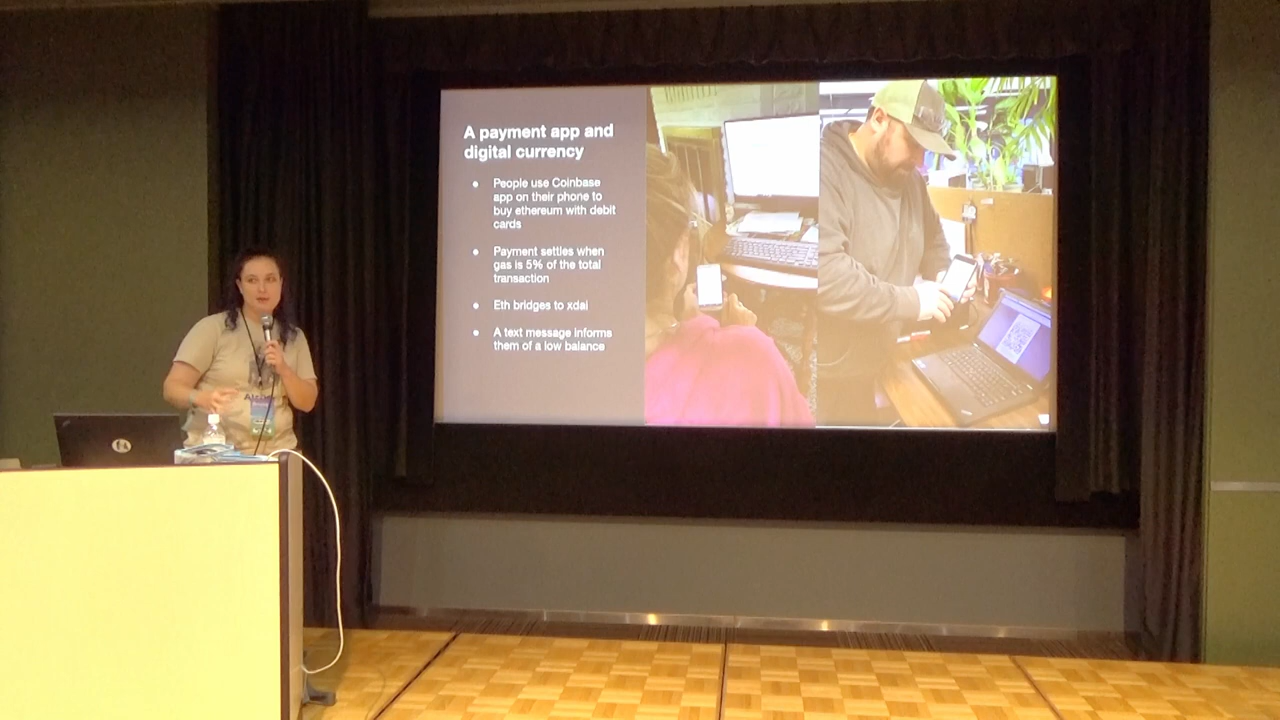 A payment app and
digital currency
● People use Coinbase
app on their phone to
buy ethereum with debit
cards
● Payment settles when
gas is 5% of the total
transaction
● Eth bridges to xdai
● A text message informs
them of a low balance